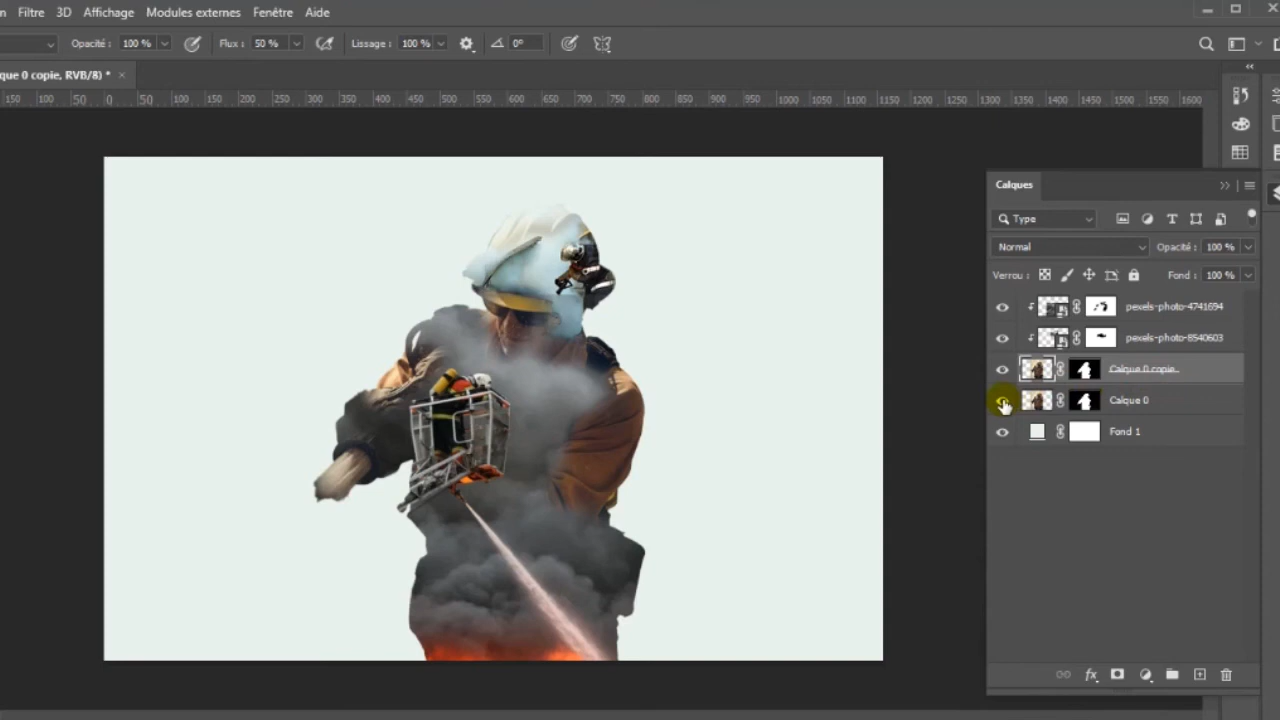 n Filtre 3D Affichage Modules externes Fenêtre Aide
Opacité : 100 % Flux : 50 % Lissage : 100 % 0°
que 0 copie, RVB/8) * ×
150 100 50 0 50 100 150 200 250 300 350 400 450 500 550 600 650 700 750 800 850 900 950 1000 1050 1100 1150 1200 1250 1300 1350 1400 1450 1500 1550 1600
Calques
Type
Normal Opacité : 100 %
Verrou : Fond : 100 %
pexels-photo-4741694
pexels-photo-8540603
Calque 0 copie
Calque 0
Fond 1
fx